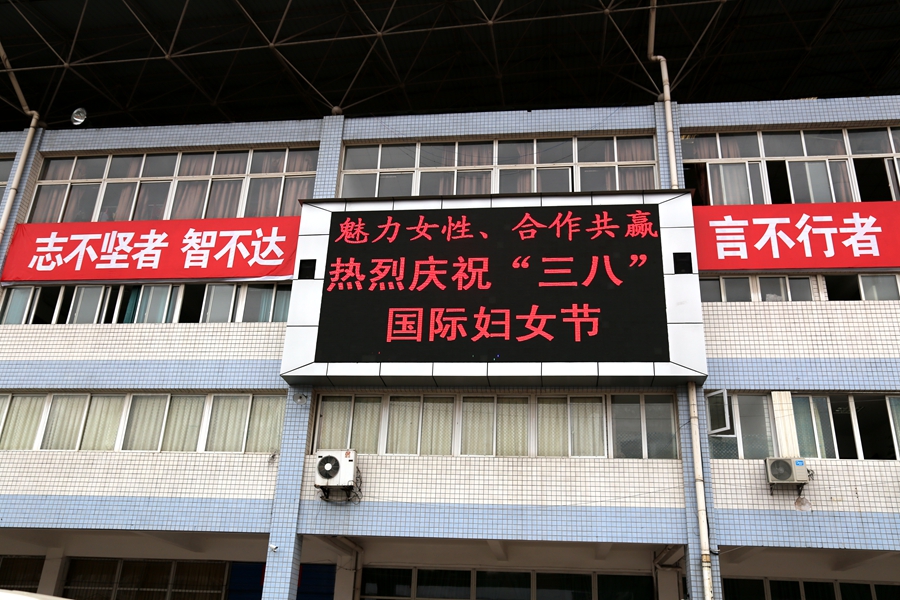 志不坚者 智不达
魅力女性、合作共赢
热烈庆祝“三八”
国际妇女节
言不行者